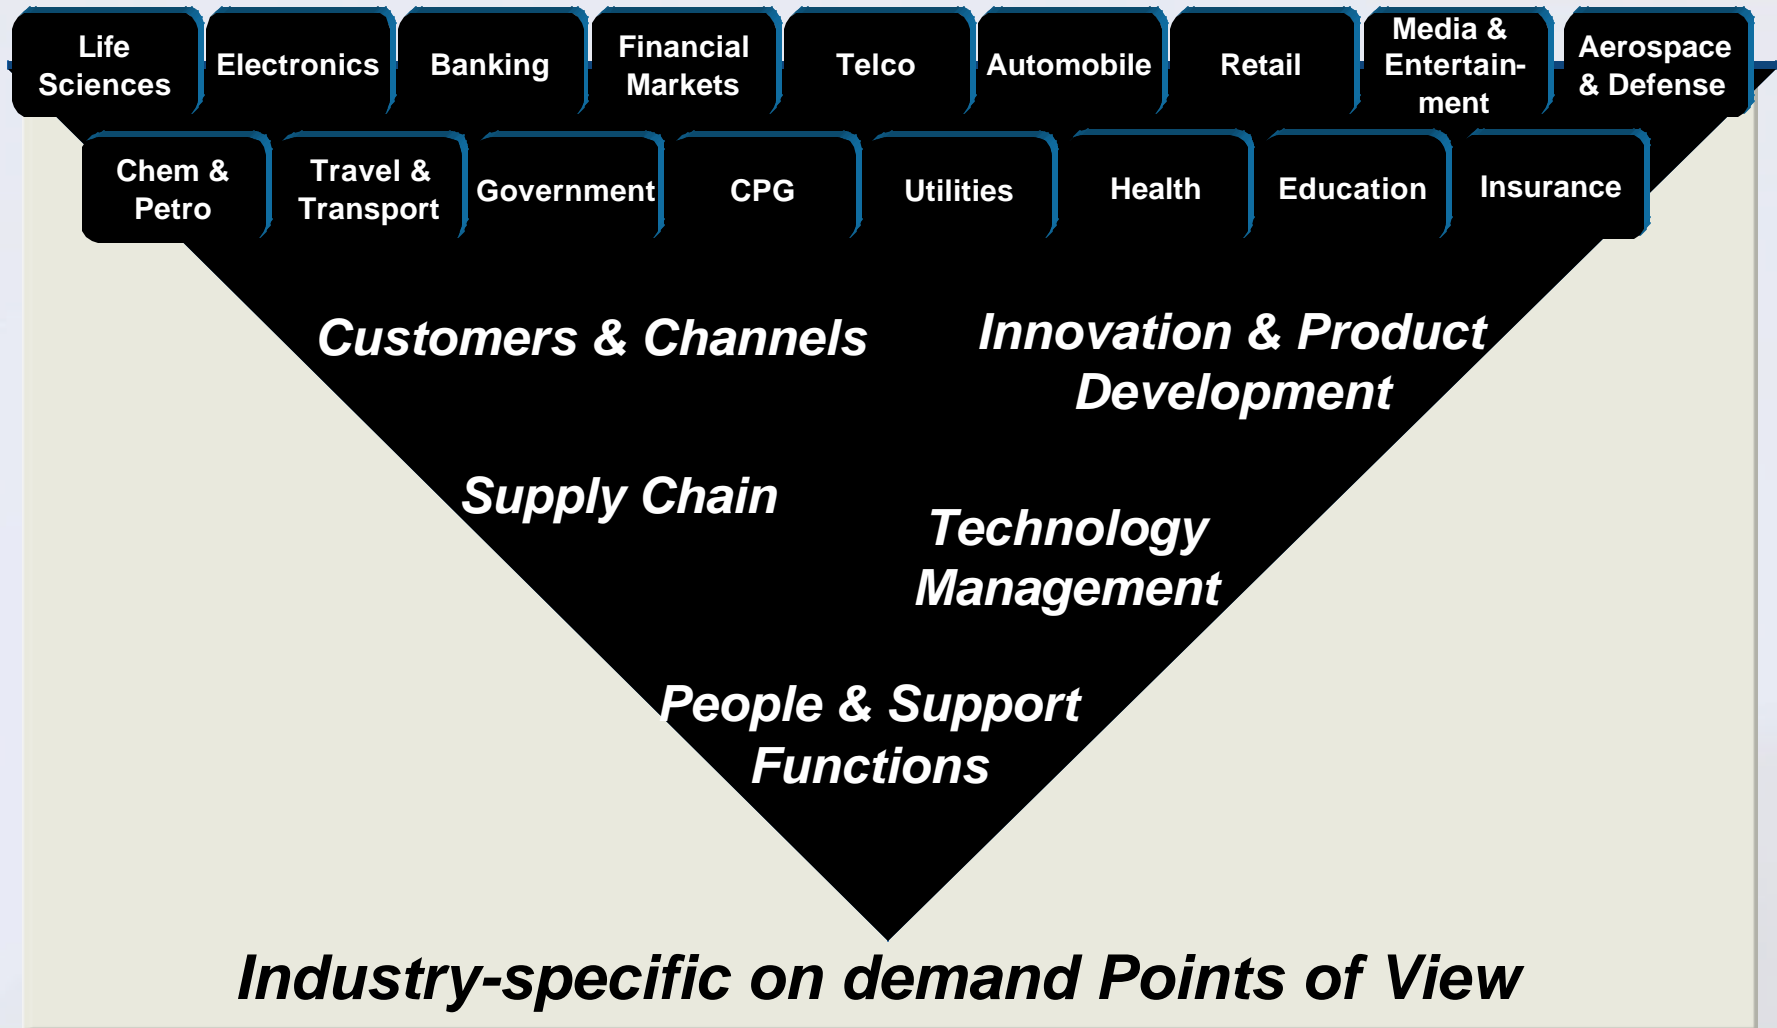 Life
Sciences
Electronics
Banking
Financial
Markets
Telco
Automobile
Retail
Media &
Entertain-
ment
Aerospace
& Defense
Chem &
Petro
Travel &
Transport
Government
CPG
Utilities
Health
Education
Insurance
Customers & Channels
Innovation & Product
Development
Supply Chain
Technology
Management
People & Support
Functions
Industry-specific on demand Points of View